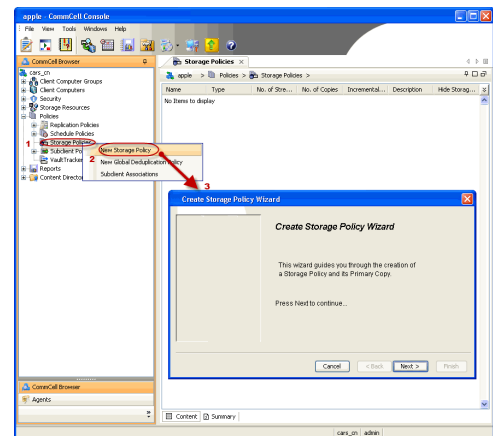 apple - CommCell Console
File View Tools Windows Help
CommCell Browser
cars_cn
Client Computer Groups
Client Computers
Security
Storage Resources
Policies
Replication Policies
Schedule Policies
1 Storage Policies
Subclient Po
VaultTracker
Reports
Content Director
2 New Storage Policy
New Global Deduplication Policy
Subclient Associations
CommCell Browser
Agents
Storage Policies
apple > Policies > Storage Policies >
Name Type No. of Stre... No. of Copies Incremental... Description Hide Storag...
No Items to display
3
Create Storage Policy Wizard
Create Storage Policy Wizard
This wizard guides you through the creation of
a Storage Policy and its Primary Copy.
Press Next to continue...
Cancel < Back Next > Finish
Content Summary
cars_cn admin